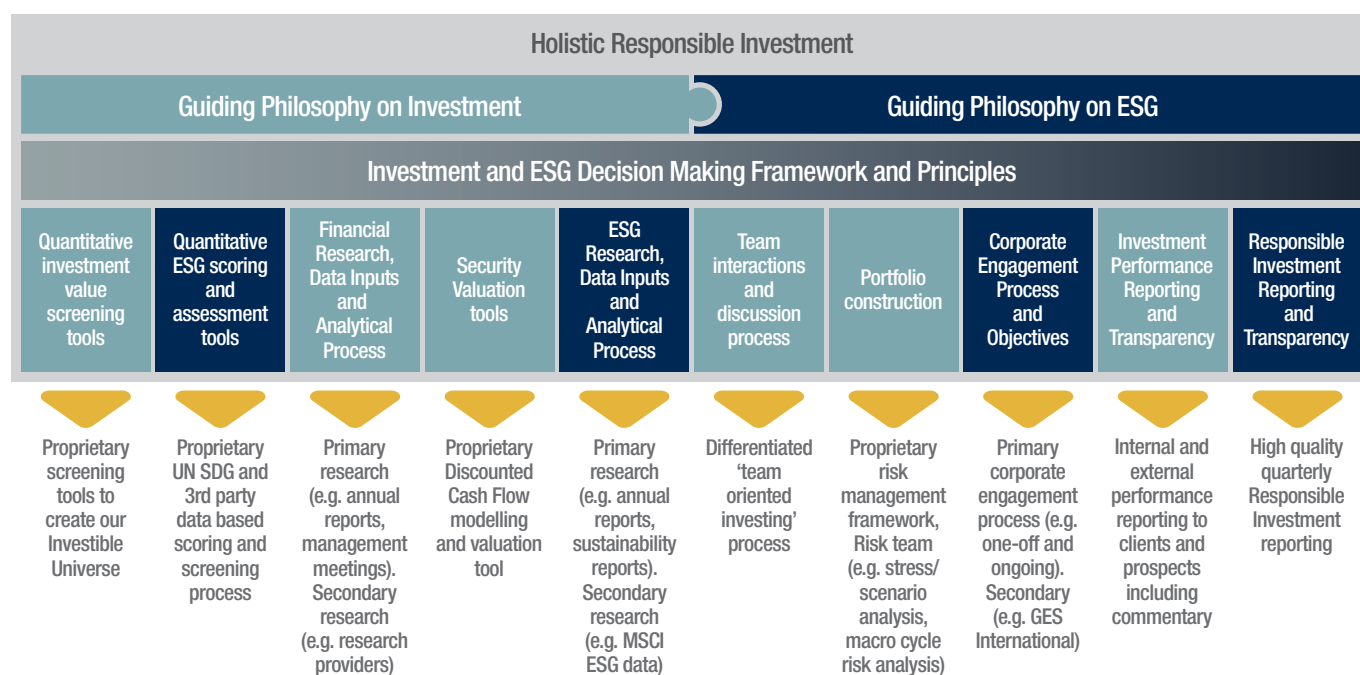 Holistic Responsible Investment
Guiding Philosophy on Investment
Guiding Philosophy on ESG
Investment and ESG Decision Making Framework and Principles
Quantitative
investment
value
screening
tools
Quantitative
ESG scoring
and
assessment
tools
Financial
Research,
Data Inputs
and
Analytical
Process
Security
Valuation
tools
ESG
Research,
Data Inputs
and
Analytical
Process
Team
interactions
and
discussion
process
Portfolio
construction
Corporate
Engagement
Process
and
Objectives
Investment
Performance
Reporting
and
Transparency
Responsible
Investment
Reporting
and
Transparency
Proprietary
screening
tools to
create our
Investible
Universe
Proprietary
UN SDG and
3rd party
data based
scoring and
screening
process
Primary
research
(e.g. annual
reports,
management
meetings).
Secondary
research
(e.g. research
providers)
Proprietary
Discounted
Cash Flow
modelling
and valuation
tool
Primary
research
(e.g. annual
reports,
sustainability
reports).
Secondary
research
(e.g. MSCI
ESG data)
Differentiated
‘team
oriented
investing’
process
Proprietary
risk
management
framework,
Risk team
(e.g. stress/
scenario
analysis,
macro cycle
risk analysis)
Primary
corporate
engagement
process (e.g.
one-off and
ongoing).
Secondary
(e.g. GES
International)
Internal and
external
performance
reporting to
clients and
prospects
including
commentary
High quality
quarterly
Responsible
Investment
reporting